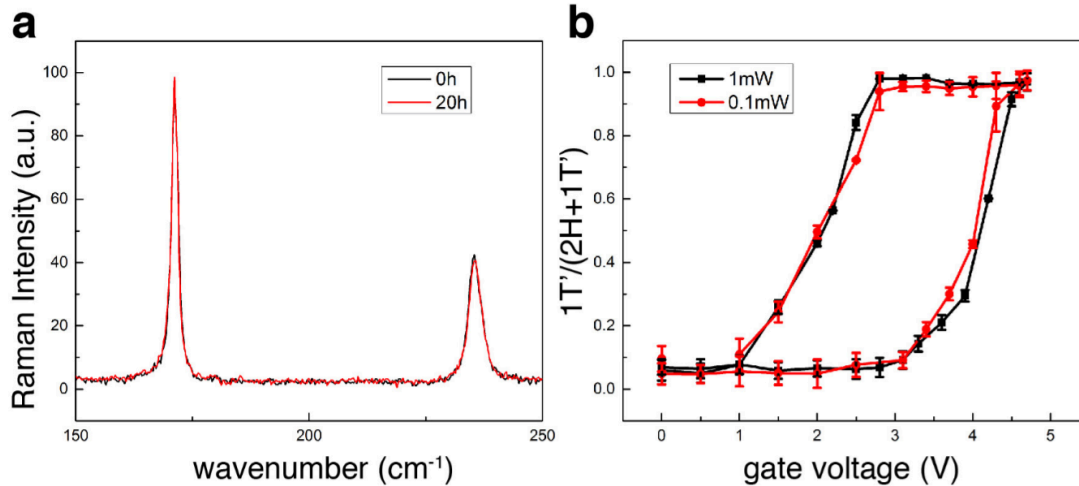 a
0h
20h
100
80
60
40
20
0
Raman Intensity (a.u.)
150
200
250
wavenumber (cm⁻¹)
b
1mW
0.1mW
1.0
0.8
0.6
0.4
0.2
0.0
1T'/(2H+1T')
0
1
2
3
4
5
gate voltage (V)